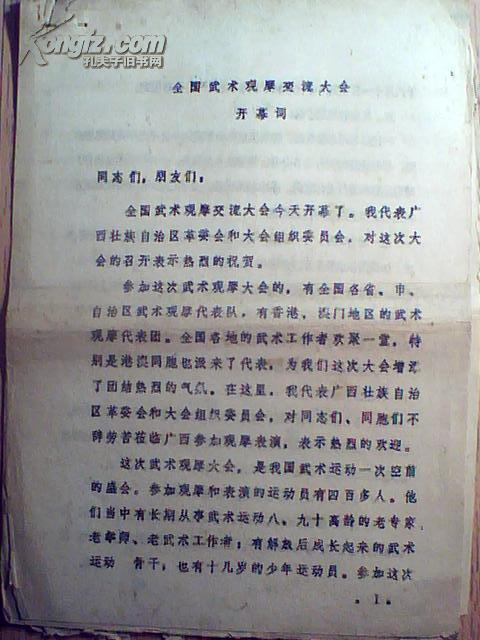 Kongfz.com
孔夫子旧书网
全国武术观摩交流大会
开幕词
同志们，朋友们：
全国武术观摩交流大会今天开幕了。我代表广
西壮族自治区革委会和大会组织委员会，对这次大
会的召开表示热烈的祝贺。
参加这次武术观摩大会的，有全国各省、市、
自治区武术观摩代表队，有香港，澳门地区的武术
观摩代表团。全国各地的武术工作者欢聚一堂，特
别是港澳同胞也派来了代表，为我们这次大会增添
了团结热烈的气氛。在这里，我代表广西壮族自治
区革委会和大会组织委员会，对同志们、同胞们不
辞劳苦莅临广西参加观摩表演，表示热烈的欢迎。
这次武术观摩大会，是我国武术运动一次空前
的盛会。参加观摩和表演的运动员有四百多人。他
们当中有长期从事武术运动八、九十高龄的老专家
老拳师、老武术工作者；有解放后成长起来的武术
运动 骨干，也有十几岁的少年运动员。参加这次
。1。